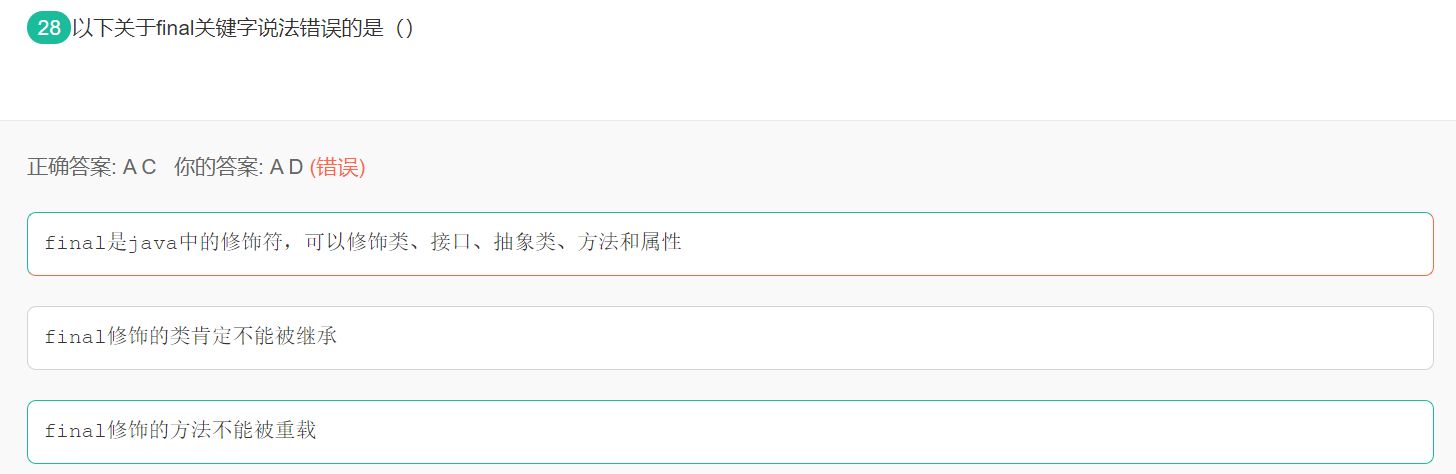 28以下关于final关键字说法错误的是（）
正确答案: A C 你的答案: A D (错误)
final是java中的修饰符，可以修饰类、接口、抽象类、方法和属性
final修饰的类肯定不能被继承
final修饰的方法不能被重载